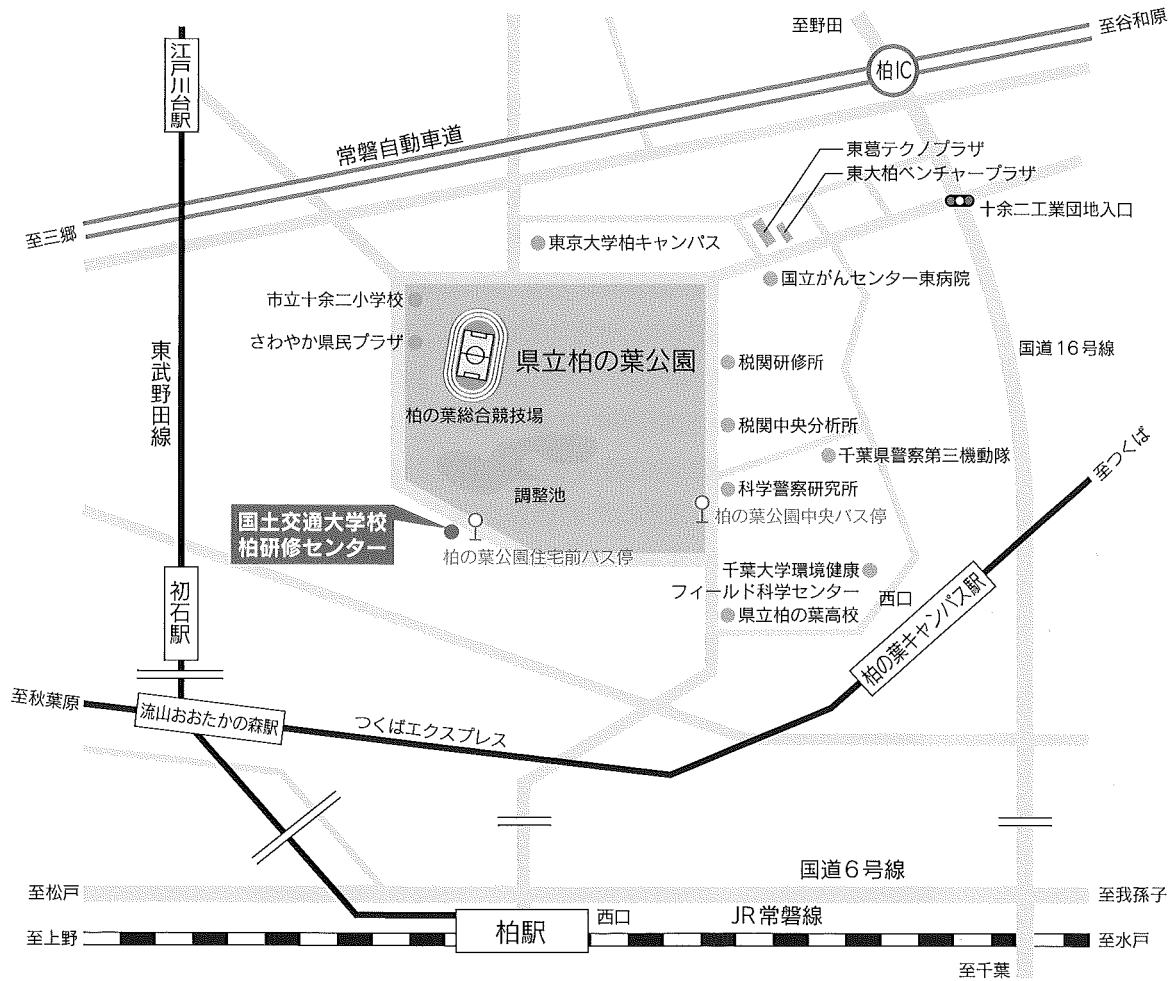 至野田
至谷和原
柏IC
江戸川台駅
常磐自動車道
東葛テクノプラザ
東大柏ベンチャープラザ
十余二工業団地入口
至三郷
東京大学柏キャンパス
国立がんセンター東病院
市立十余二小学校
さわやか県民プラザ
県立柏の葉公園
税関研修所
国道16号線
東武野田線
柏の葉総合競技場
税関中央分析所
千葉県警察第三機動隊
至つくば
調整池
科学警察研究所
柏の葉公園中央バス停
国土交通大学校
柏研修センター
柏の葉公園住宅前バス停
千葉大学環境健康
フィールド科学センター
西口
県立柏の葉高校
初石駅
柏の葉キャンパス駅
至秋葉原
流山おおたかの森駅
つくばエクスプレス
国道6号線
至松戸
至我孫子
柏駅
西口
JR常磐線
至上野
至水戸
至千葉